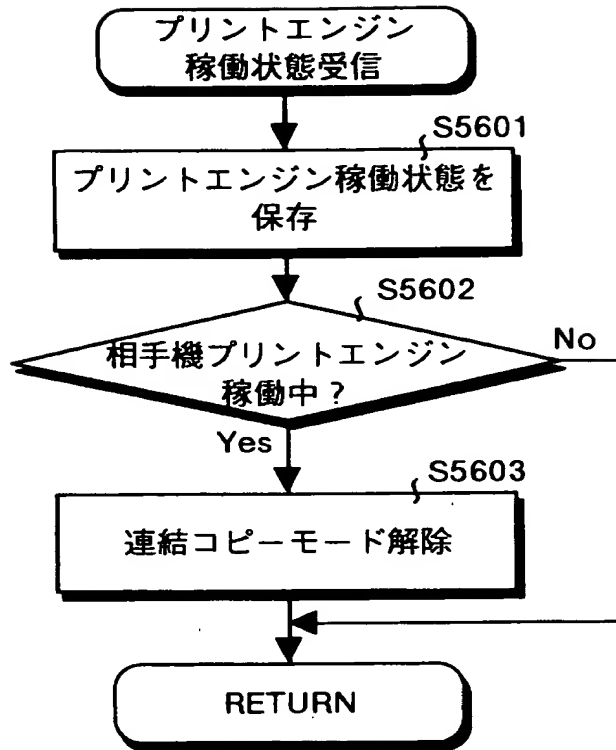 プリントエンジン
稼働状態受信
S5601
プリントエンジン稼働状態を
保存
S5602
相手機プリントエンジン
稼働中？
No
Yes
S5603
連結コピーモード解除
RETURN